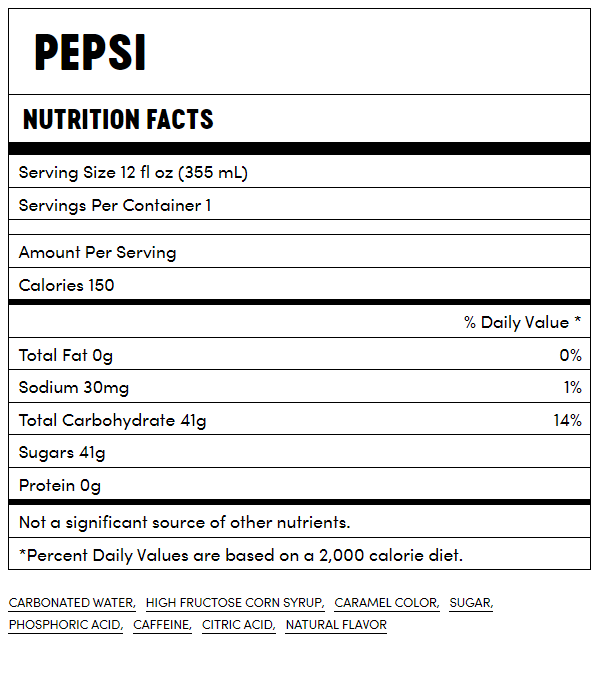 PEPSI
NUTRITION FACTS
Serving Size 12 fl oz (355 mL)
Servings Per Container 1
Amount Per Serving
Calories 150
% Daily Value *
Total Fat 0g 0%
Sodium 30mg 1%
Total Carbohydrate 41g 14%
Sugars 41g
Protein 0g
Not a significant source of other nutrients.
*Percent Daily Values are based on a 2,000 calorie diet.
CARBONATED WATER, HIGH FRUCTOSE CORN SYRUP, CARAMEL COLOR, SUGAR,
PHOSPHORIC ACID, CAFFEINE, CITRIC ACID, NATURAL FLAVOR